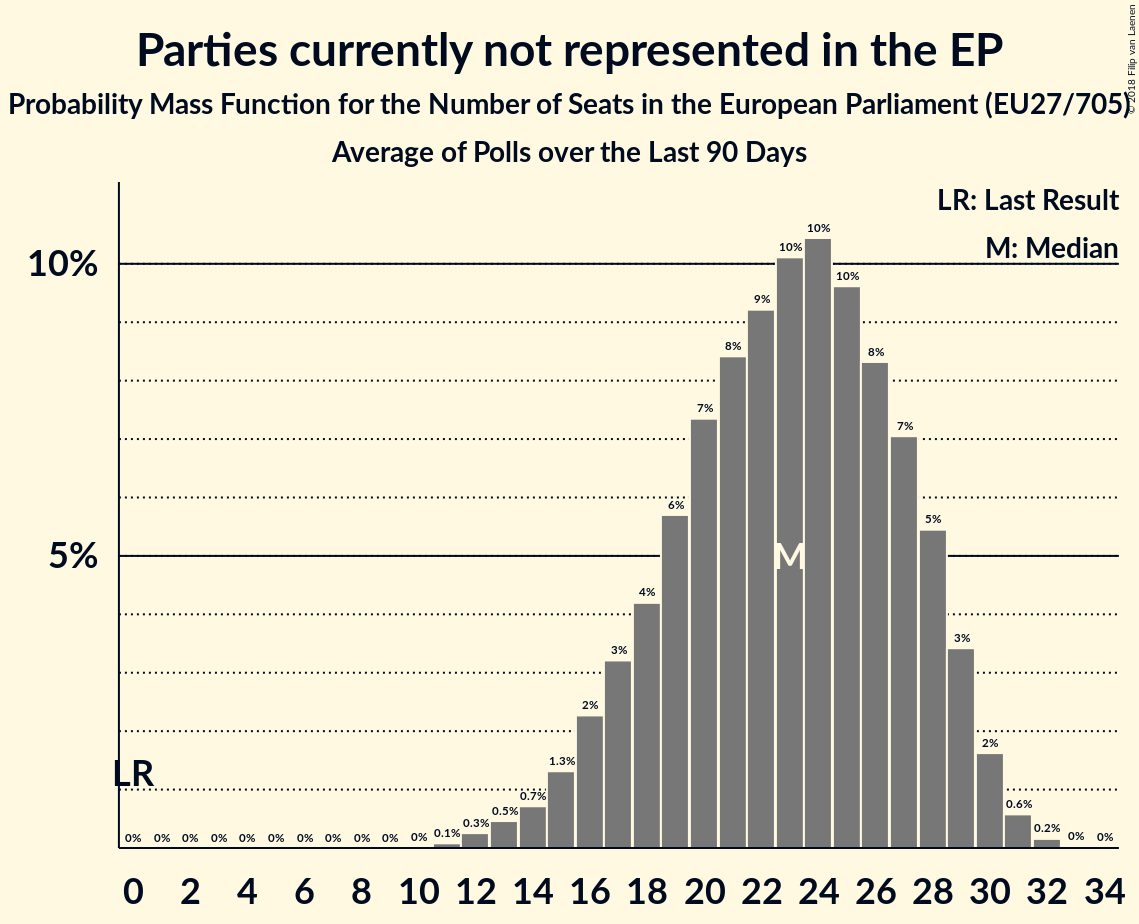 Parties currently not represented in the EP
Probability Mass Function for the Number of Seats in the European Parliament (EU27/705)
Average of Polls over the Last 90 Days
© 2018 Filip van Laenen
LR: Last Result
M: Median
10%
5%
LR
M
0% 0% 0% 0% 0% 0% 0% 0% 0% 0% 0% 0.1% 0.3% 0.5% 0.7% 1.3% 2% 3% 4% 6% 7% 8% 9% 10% 10% 10% 8% 7% 5% 3% 2% 0.6% 0.2% 0% 0%
0 2 4 6 8 10 12 14 16 18 20 22 24 26 28 30 32 34